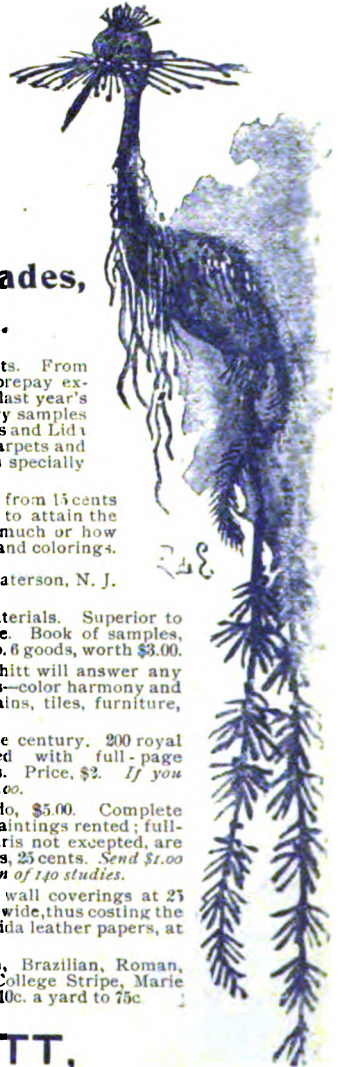 ades,
.
ts. From
prepay ex-
last year's
y samples
s and Lid
arpets and
s specially
from 15 cents
to attain the
much or how
and colorings.
aterson, N. J.
terials. Superior to
e. Book of samples,
o. 6 goods, worth $3.00.
hitt will answer any
s—color harmony and
ains, tiles, furniture,
e century. 200 royal
ed with full-page
s. Price, $2. If you
.00.
do, $5.00. Complete
aintings rented; full-
ris not excepted, are
s, 25 cents. Send $1.00
n of 140 studies.
wall coverings at 25
wide, thus costing the
ida leather papers, at
, Brazilian, Roman,
College Stripe, Marie
10c. a yard to 75c
TT,